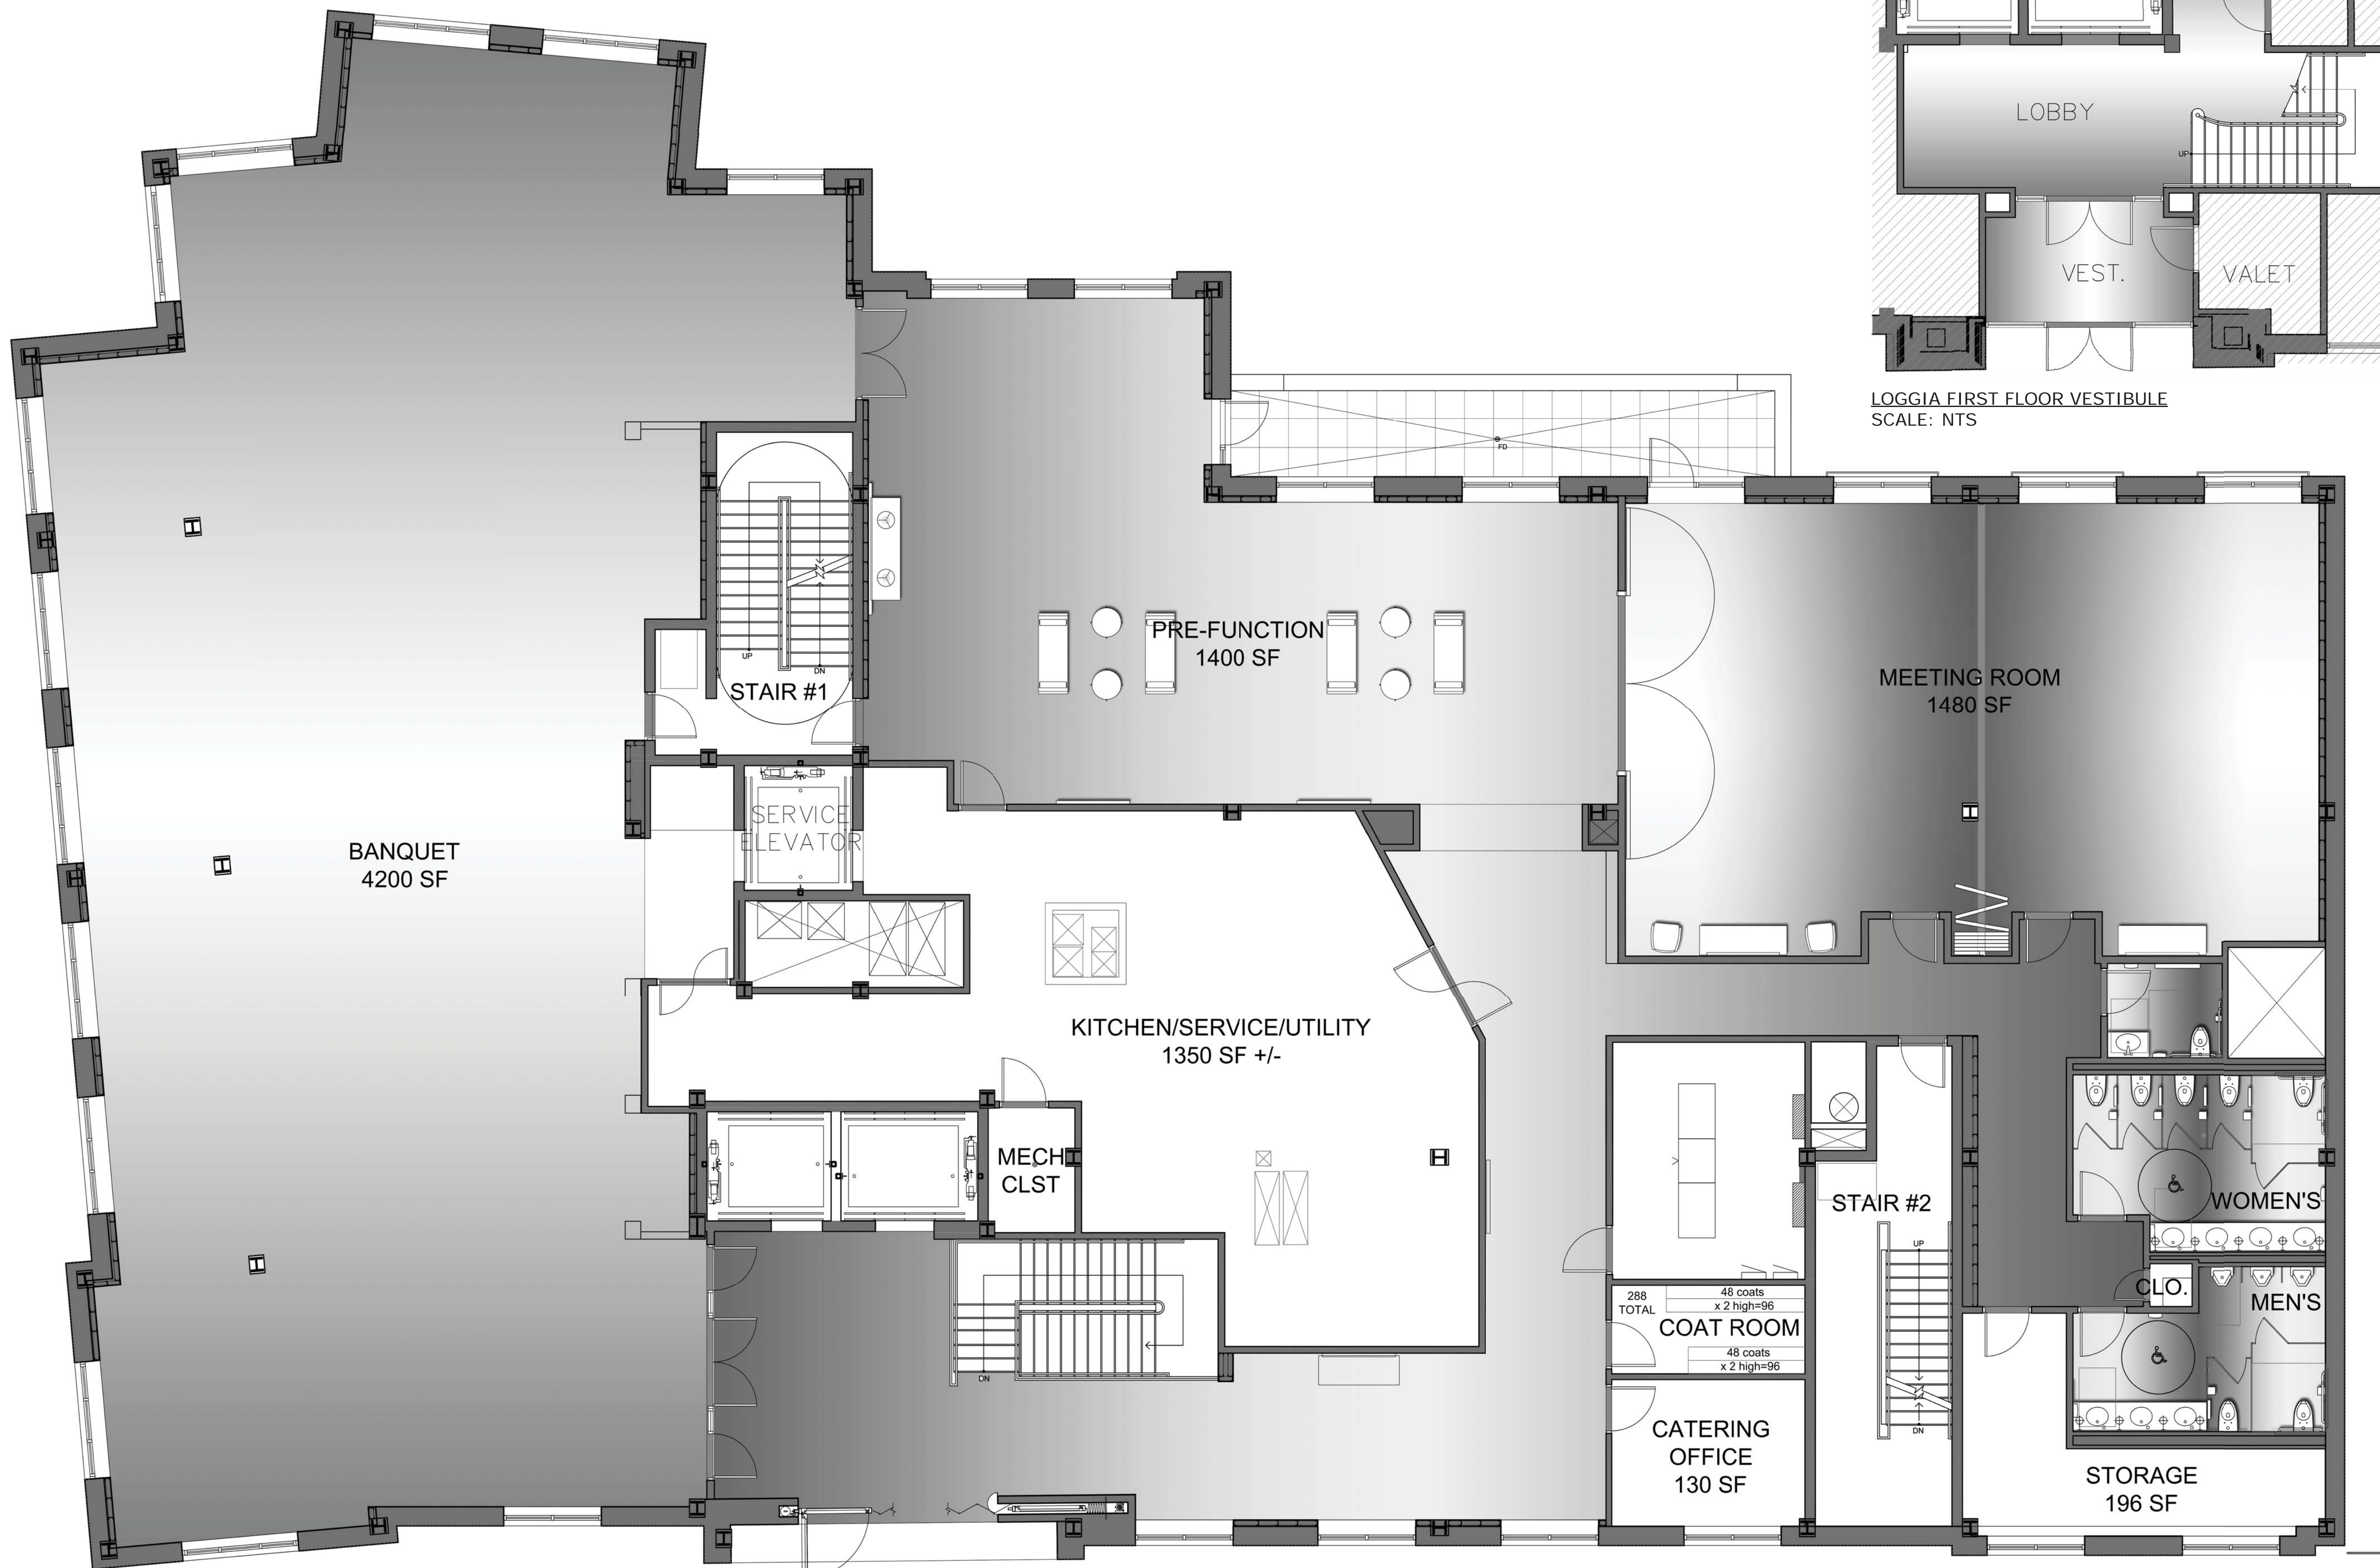 LOBBY
UP
VEST.
VALET
LOGGIA FIRST FLOOR VESTIBULE
SCALE: NTS
FD
UP
DN
STAIR #1
PRE-FUNCTION
1400 SF
MEETING ROOM
1480 SF
SERVICE
ELEVATOR
BANQUET
4200 SF
KITCHEN/SERVICE/UTILITY
1350 SF +/-
MECH
CLST
STAIR #2
UP
DN
WOMEN'S
CLO.
MEN'S
288
TOTAL
48 coats
x 2 high=96
COAT ROOM
48 coats
x 2 high=96
DN
CATERING
OFFICE
130 SF
STORAGE
196 SF